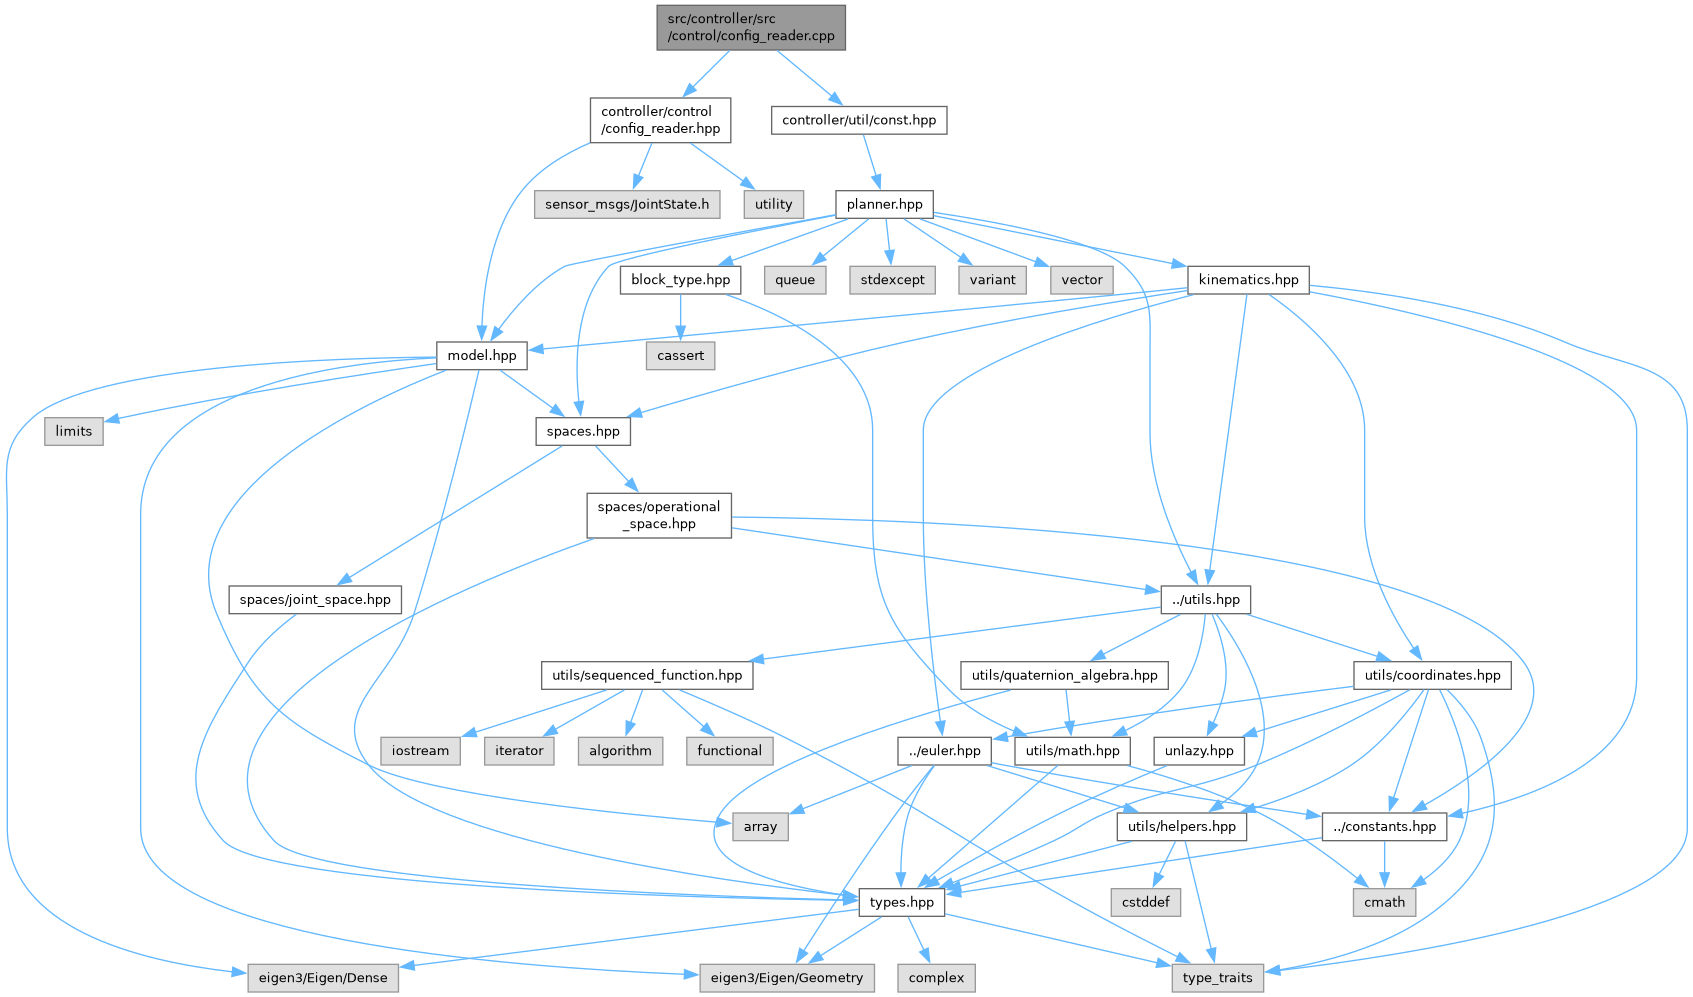 src/controller/src
/control/config_reader.cpp
controller/control
/config_reader.hpp
controller/util/const.hpp
sensor_msgs/JointState.h
utility
planner.hpp
block_type.hpp
queue
stdexcept
variant
vector
kinematics.hpp
cassert
model.hpp
limits
spaces.hpp
spaces/operational
_space.hpp
spaces/joint_space.hpp
../utils.hpp
utils/sequenced_function.hpp
utils/quaternion_algebra.hpp
utils/coordinates.hpp
iostream
iterator
algorithm
functional
../euler.hpp
utils/math.hpp
unlazy.hpp
array
utils/helpers.hpp
../constants.hpp
types.hpp
cstddef
cmath
eigen3/Eigen/Dense
eigen3/Eigen/Geometry
complex
type_traits